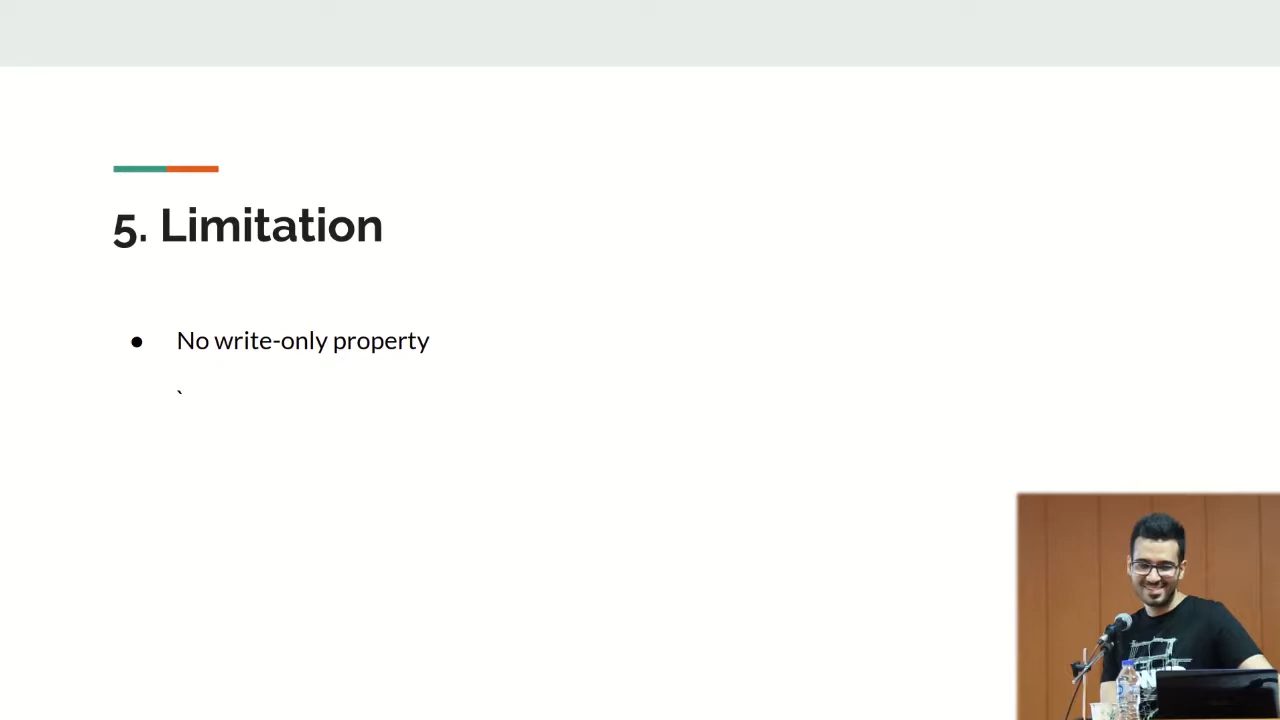 5. Limitation
● No write-only property
`